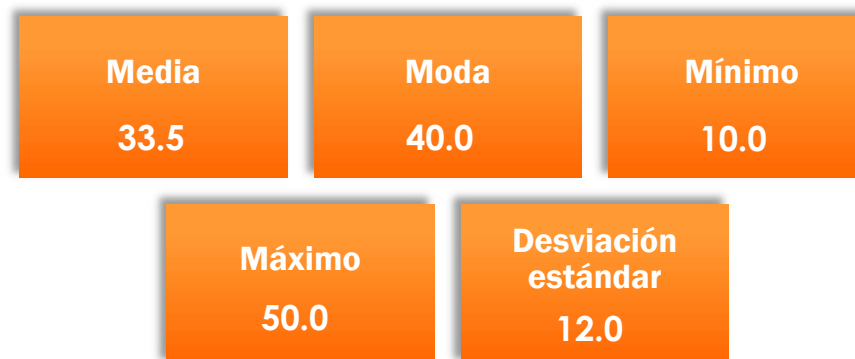 Media
33.5
Moda
40.0
Mínimo
10.0
Máximo
50.0
Desviación
estándar
12.0